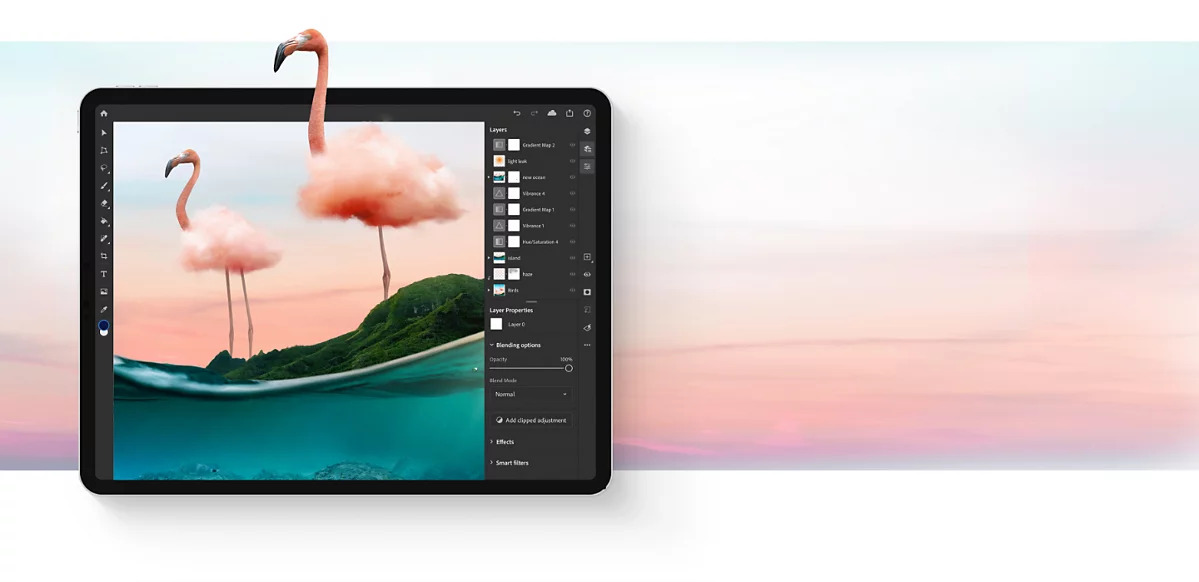 Layers
Gradient Map 2
light leak
new ocean
Vibrance 4
Gradient Map 1
Vibrance 1
Hue/Saturation 4
island
haze
Birds
Layer Properties
Layer 0
Blending options
Opacity 100%
Blend Mode
Normal
Add clipped adjustment
Effects
Smart filters